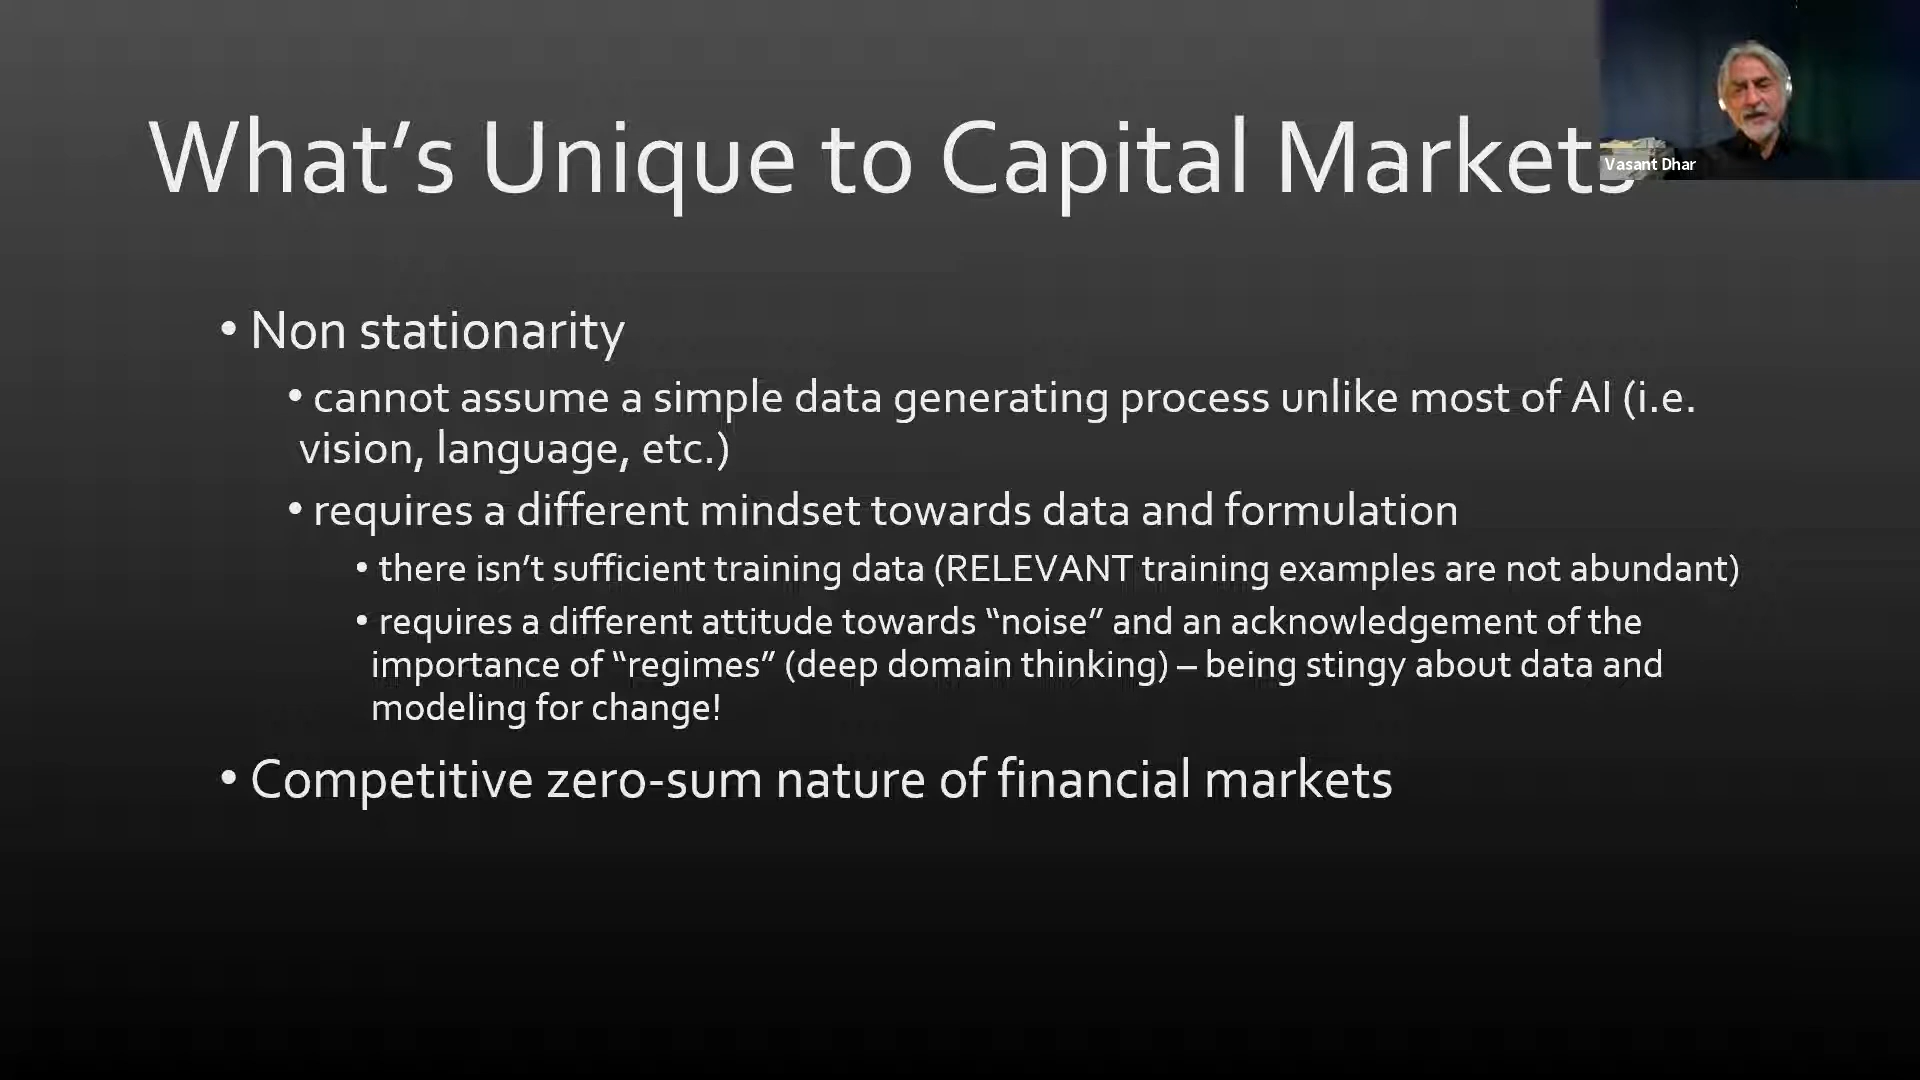 What’s Unique to Capital Markets
Vasant Dhar
• Non stationarity
• cannot assume a simple data generating process unlike most of AI (i.e.
vision, language, etc.)
• requires a different mindset towards data and formulation
• there isn’t sufficient training data (RELEVANT training examples are not abundant)
• requires a different attitude towards “noise” and an acknowledgement of the
importance of “regimes” (deep domain thinking) – being stingy about data and
modeling for change!
• Competitive zero-sum nature of financial markets